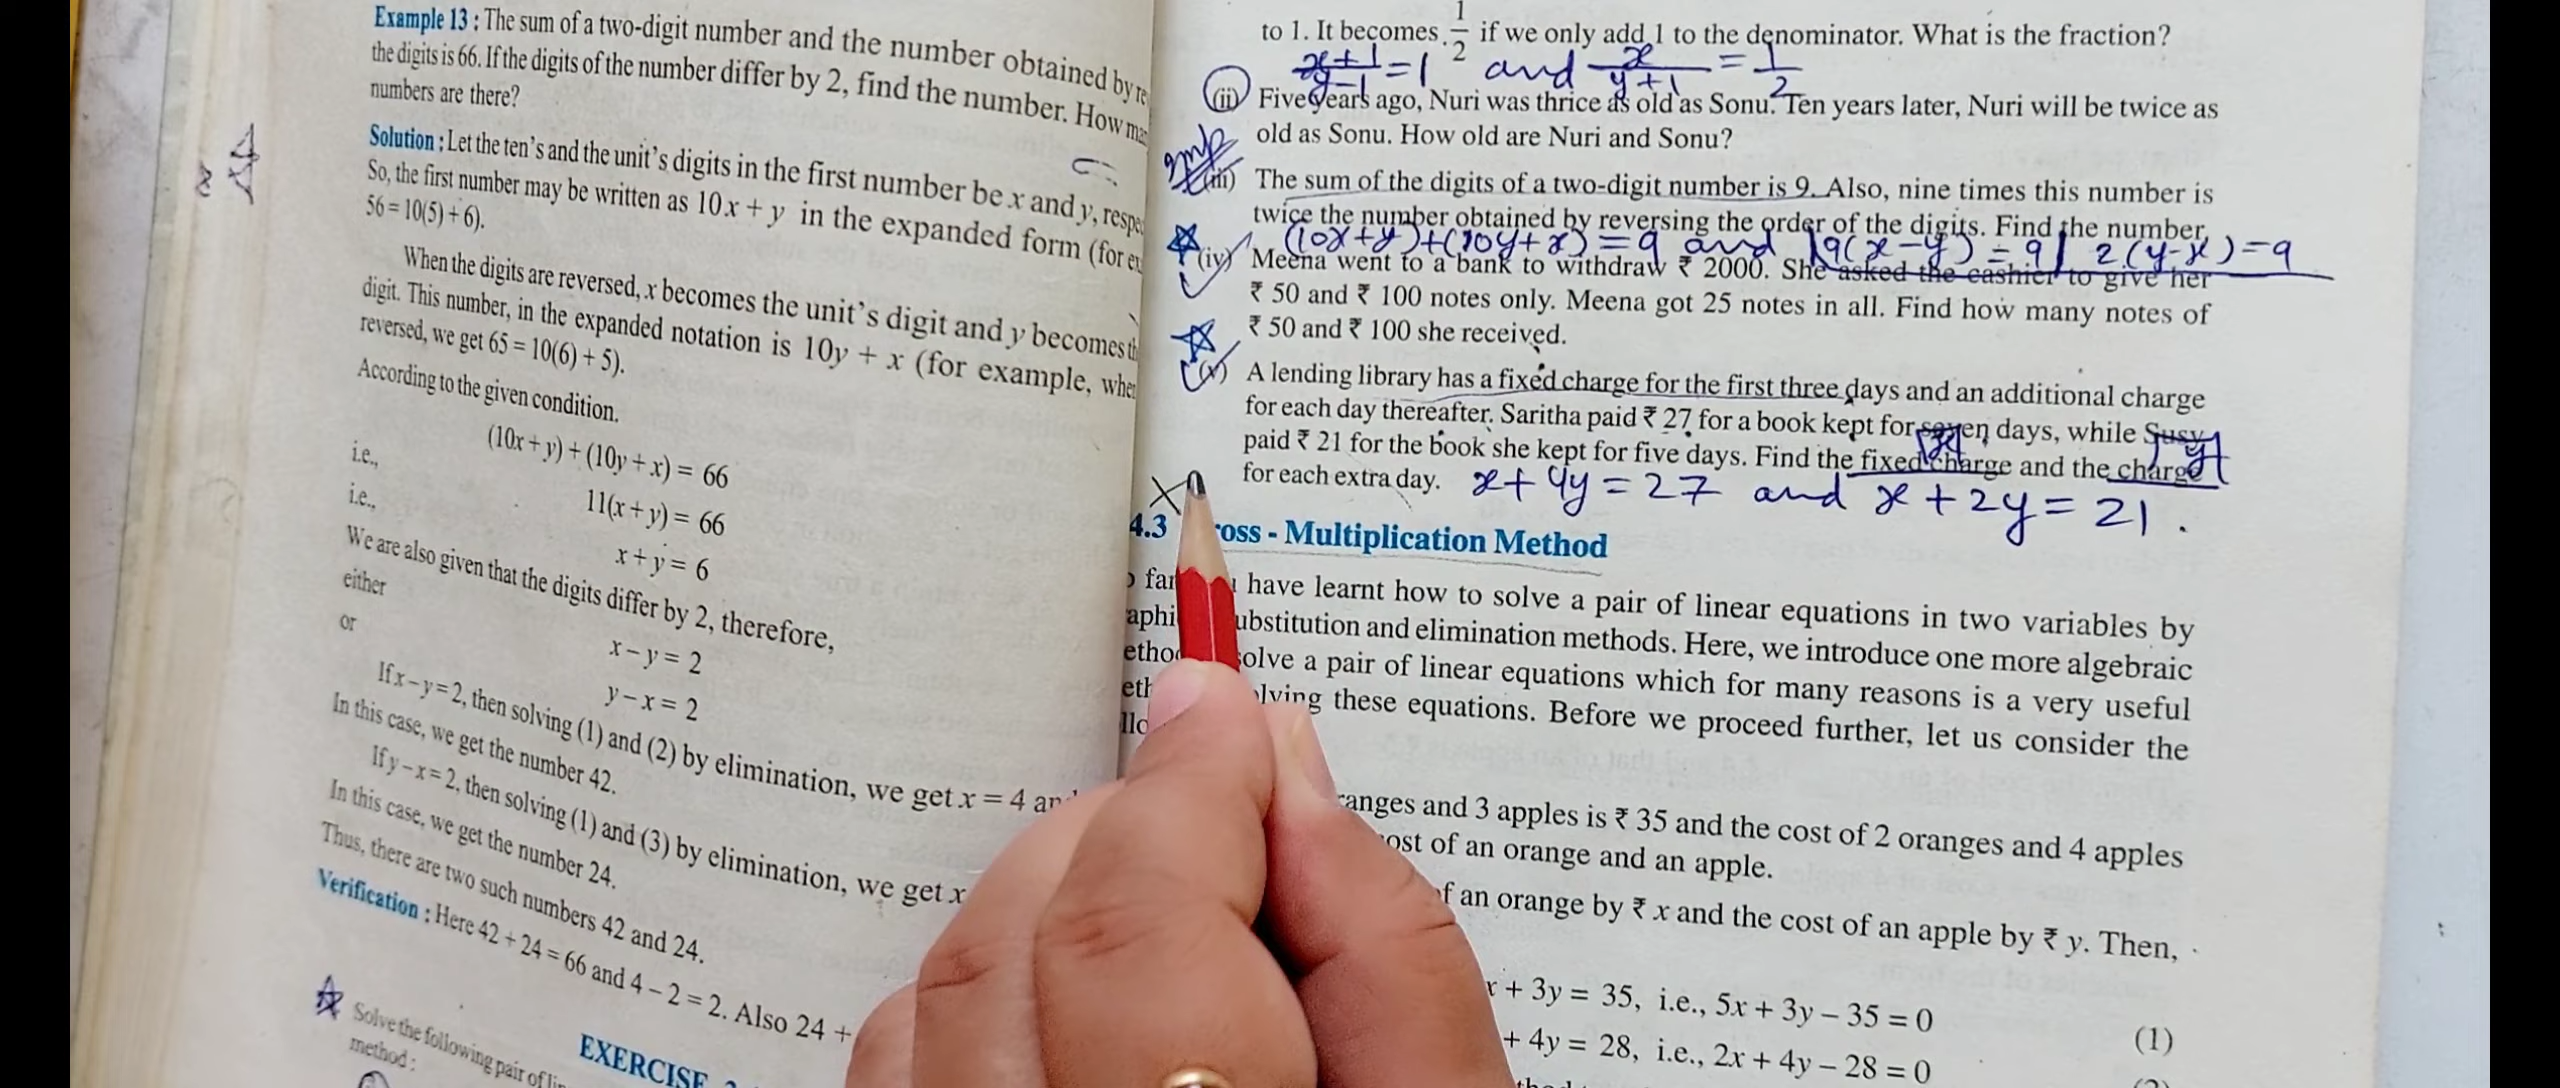 Example 13 : The sum of a two-digit number and the number obtained by
the digits is 66. If the digits of the number differ by 2, find the number. How
numbers are there?
Solution : Let the ten's and the unit's digits in the first number be x and y,
So, the first number may be written as 10x + y in the expanded form (for
56 = 10(5) + 6).
When the digits are reversed, x becomes the unit's digit and y becomes
digit. This number, in the expanded notation is 10y + x (for example,
reversed, we get 65 = 10(6) + 5).
According to the given condition.
(10x + y) + (10y + x) = 66
i.e., 11(x + y) = 66
i.e., x + y = 6
We are also given that the digits differ by 2, therefore,
either x – y = 2
or y – x = 2
If x – y = 2, then solving (1) and (2) by elimination, we get x = 4
In this case, we get the number 42.
If y – x = 2, then solving (1) and (3) by elimination, we get x
In this case, we get the number 24.
Thus, there are two such numbers 42 and 24.
Verification : Here 42 + 24 = 66 and 4 – 2 = 2. Also 24 +
EXERCISE
Solve the following pair of
method :
to 1. It becomes 1/2 if we only add 1 to the denominator. What is the fraction?
x+1/y-1 = 1 and x/y+1 = 1/2
(ii) Five years ago, Nuri was thrice as old as Sonu. Ten years later, Nuri will be twice as
old as Sonu. How old are Nuri and Sonu?
imp
(iii) The sum of the digits of a two-digit number is 9. Also, nine times this number is
twice the number obtained by reversing the order of the digits. Find the number.
(10x+y)+(10y+x) = 9 and 9(x-y) = 9 | 2(y-x) = 9
(iv) Meena went to a bank to withdraw ₹ 2000. She asked the cashier to give her
₹ 50 and ₹ 100 notes only. Meena got 25 notes in all. Find how many notes of
₹ 50 and ₹ 100 she received.
(v) A lending library has a fixed charge for the first three days and an additional charge
for each day thereafter. Saritha paid ₹ 27 for a book kept for seven days, while Susy
paid ₹ 21 for the book she kept for five days. Find the fixed charge and the charge
x y
for each extra day. x + 4y = 27 and x + 2y = 21 .
4.3 - Multiplication Method
have learnt how to solve a pair of linear equations in two variables by
and elimination methods. Here, we introduce one more algebraic
a pair of linear equations which for many reasons is a very useful
these equations. Before we proceed further, let us consider the
and 3 apples is ₹ 35 and the cost of 2 oranges and 4 apples
of an orange and an apple.
an orange by ₹ x and the cost of an apple by ₹ y. Then,
+ 3y = 35, i.e., 5x + 3y – 35 = 0 (1)
+ 4y = 28, i.e., 2x + 4y – 28 = 0